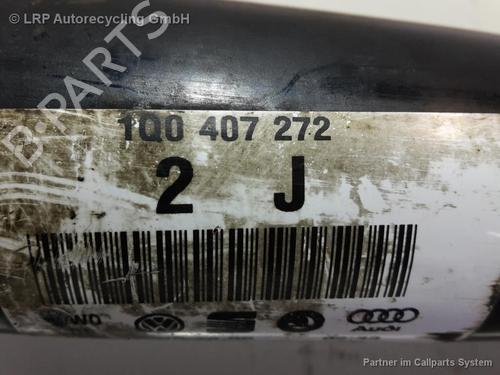 LRP Autorecycling GmbH
B-PARTS
1Q0 407 272
2 J
Audi
Partner im Callparts System